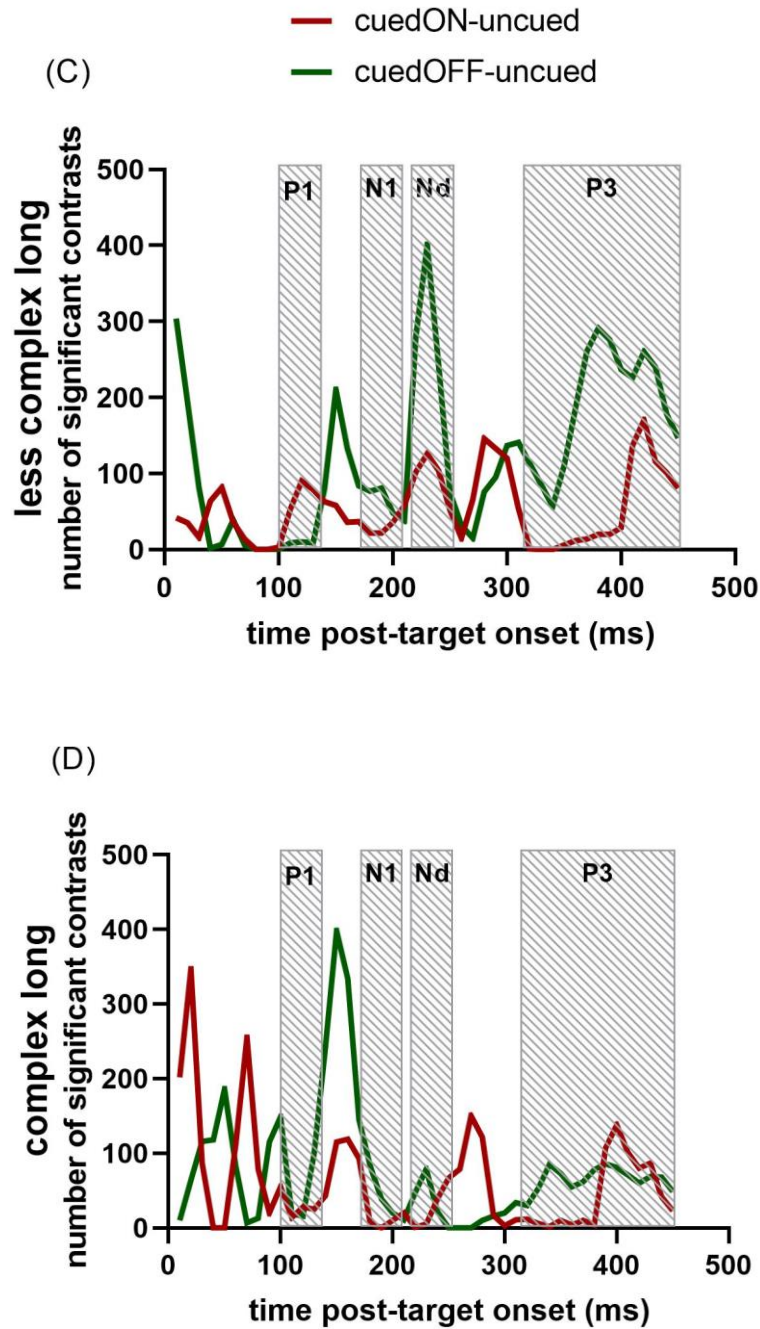 cuedON-uncued
(C)
cuedOFF-uncued
less complex long
number of significant contrasts
500
400
300
200
100
0
P1
N1
Nd
P3
0 100 200 300 400 500
time post-target onset (ms)
(D)
complex long
number of significant contrasts
500
400
300
200
100
0
P1
N1
Nd
P3
0 100 200 300 400 500
time post-target onset (ms)